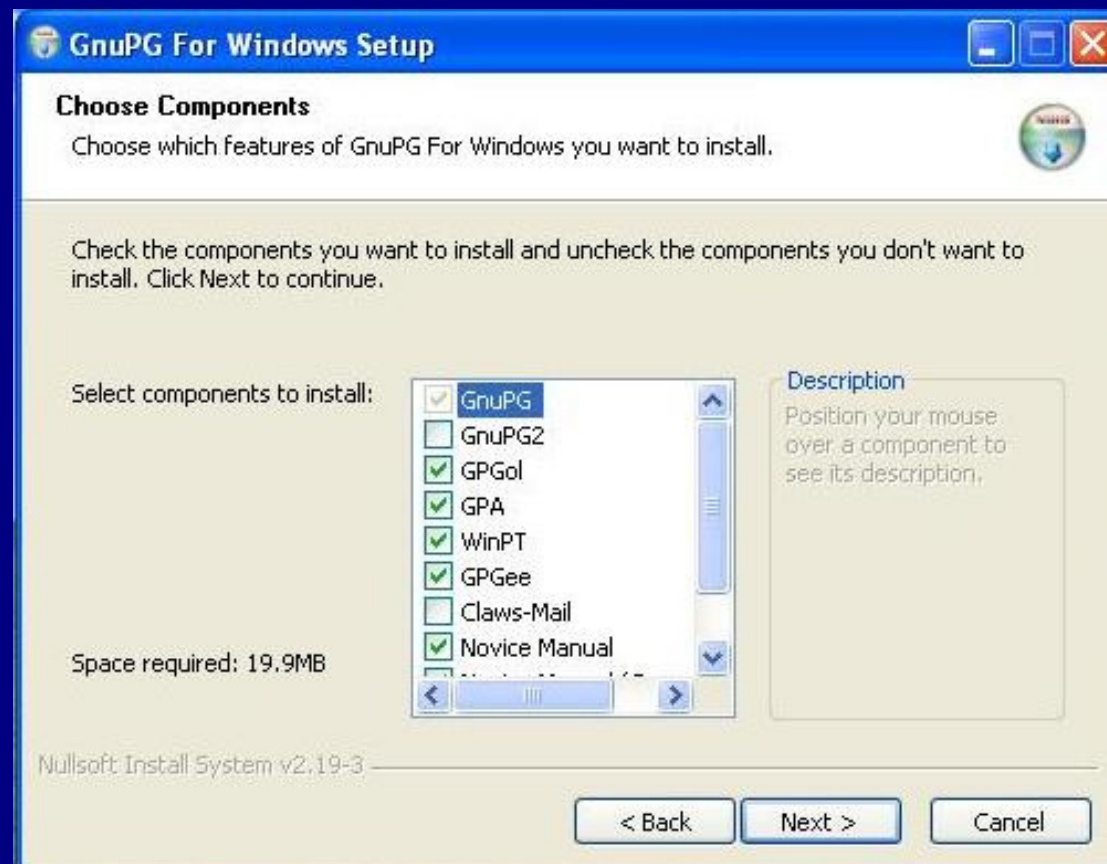 GnuPG For Windows Setup
Choose Components
Choose which features of GnuPG For Windows you want to install.
Check the components you want to install and uncheck the components you don't want to
install. Click Next to continue.
Select components to install:
GnuPG
GnuPG2
GPGol
GPA
WinPT
GPGee
Claws-Mail
Novice Manual
Description
Position your mouse
over a component to
see its description.
Space required: 19.9MB
Nullsoft Install System v2.19-3
< Back
Next >
Cancel